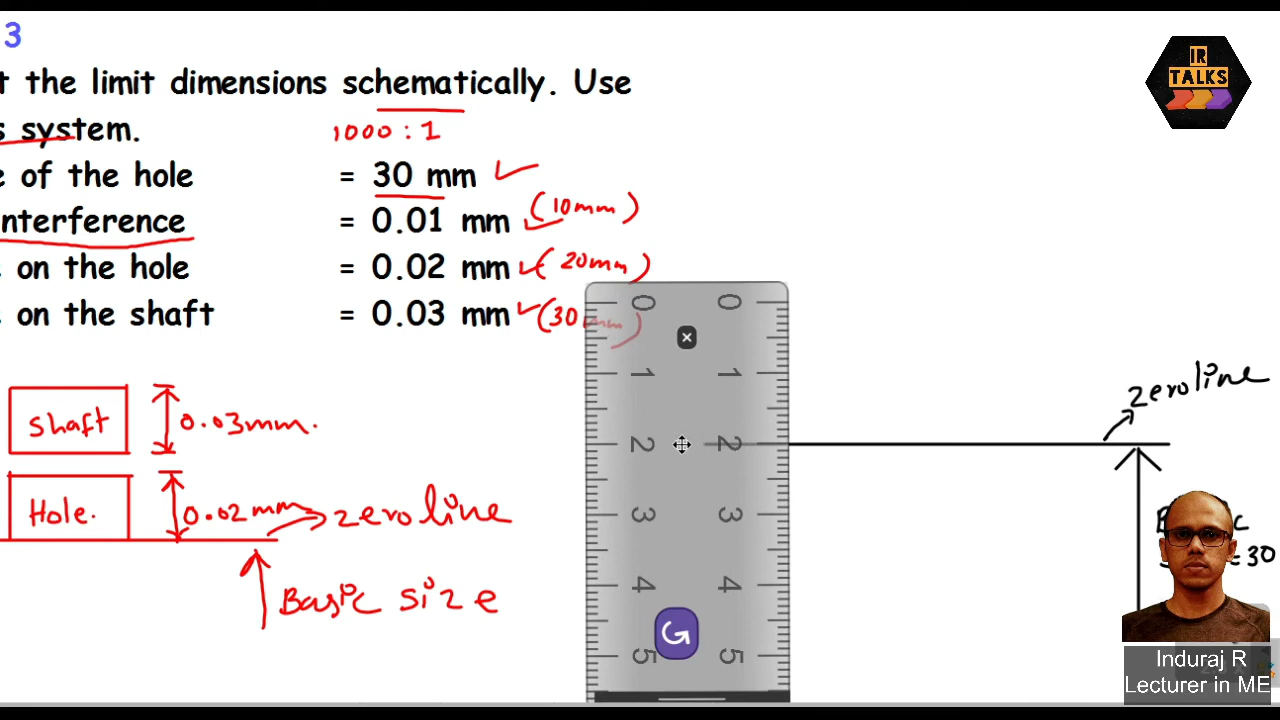 3
t the limit dimensions schematically. Use
s system.
1000 : 1
e of the hole = 30 mm
nterference = 0.01 mm (10mm)
e on the hole = 0.02 mm (20mm)
e on the shaft = 0.03 mm (30mm)
IR
TALKS
0 0
1 1
2 2
3 3
4 4
5 5
shaft
0.03mm.
Hole.
0.02mm
zero line
Basic size
zero line
= 30
Induraj R
Lecturer in ME